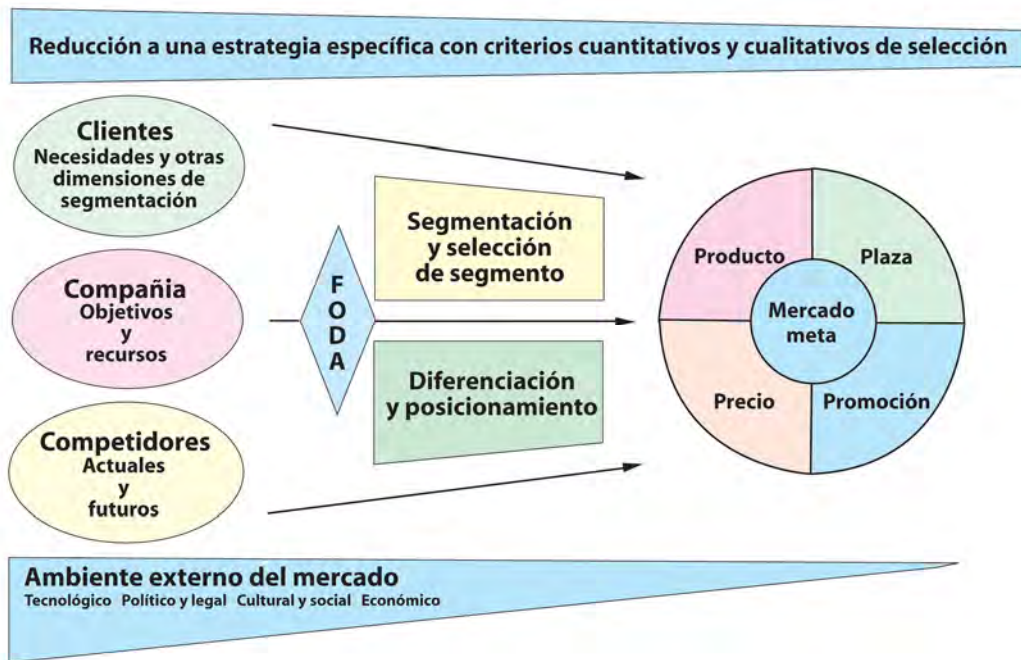 Reducción a una estrategia específica con criterios cuantitativos y cualitativos de selección
Clientes
Necesidades y otras
dimensiones de
segmentación
Compañia
Objetivos
y
recursos
Competidores
Actuales
y
futuros
F
O
D
A
Segmentación
y selección
de segmento
Diferenciación
y posicionamiento
Producto
Plaza
Mercado
meta
Precio
Promoción
Ambiente externo del mercado
Tecnológico Político y legal Cultural y social Económico